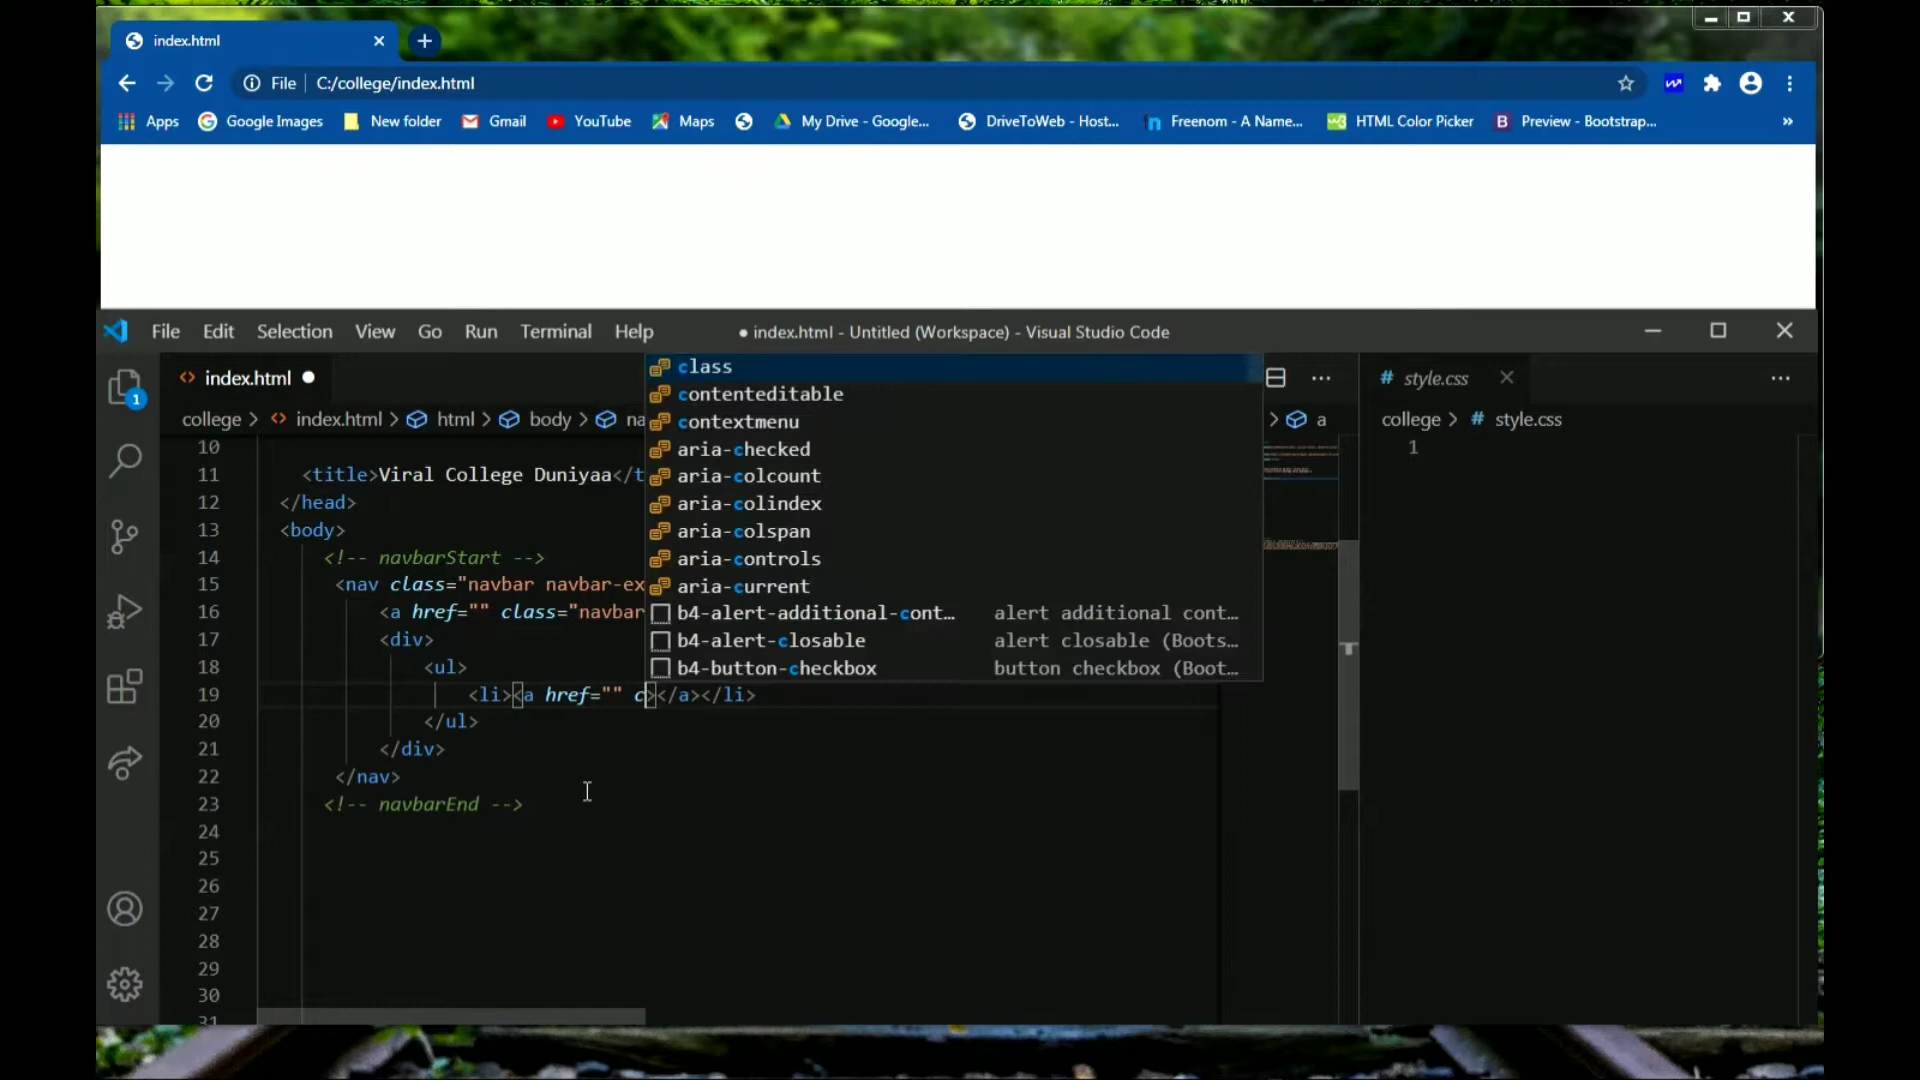 index.html
File C:/college/index.html
Apps Google Images New folder Gmail YouTube Maps My Drive - Google... DriveToWeb - Host... Freenom - A Name... HTML Color Picker Preview - Bootstrap... »
File Edit Selection View Go Run Terminal Help ● index.html - Untitled (Workspace) - Visual Studio Code
index.html
# style.css
1
college > index.html > html > body > na
> a
college > # style.css
class
contenteditable
contextmenu
aria-checked
aria-colcount
aria-colindex
aria-colspan
aria-controls
aria-current
b4-alert-additional-cont... alert additional cont...
b4-alert-closable alert closable (Boots...
b4-button-checkbox button checkbox (Boot...
10
11 <title>Viral College Duniyaa</t
12 </head>
13 <body>
14 <!-- navbarStart -->
15 <nav class="navbar navbar-ex
16 <a href="" class="navbar
17 <div>
18 <ul>
19 <li><a href="" c></a></li>
20 </ul>
21 </div>
22 </nav>
23 <!-- navbarEnd -->
24
25
26
27
28
29
30
31
1